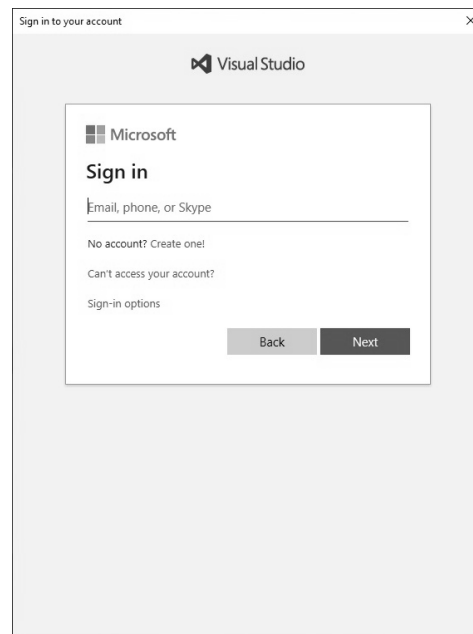 Sign in to your account
Visual Studio
Microsoft
Sign in
Email, phone, or Skype
No account? Create one!
Can't access your account?
Sign-in options
Back Next